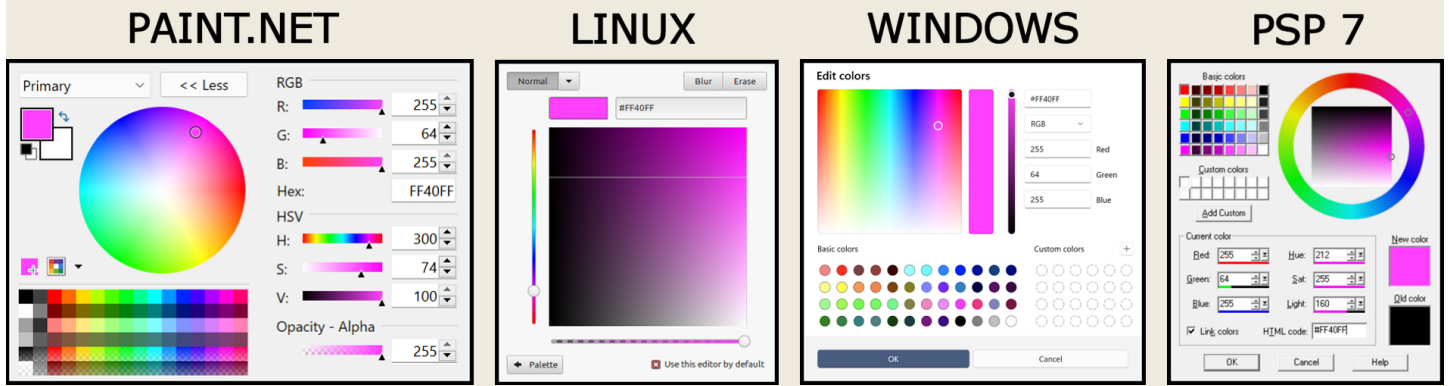 PAINT.NET
Primary
<< Less
RGB
R: 255
G: 64
B: 255
Hex: FF40FF
HSV
H: 300
S: 74
V: 100
Opacity - Alpha
255
LINUX
Normal
Blur
Erase
#FF40FF
Palette
Use this editor by default
WINDOWS
Edit colors
#FF40FF
RGB
255 Red
64 Green
255 Blue
Basic colors
Custom colors
+
OK
Cancel
PSP 7
Basic colors
Custom colors
Add Custom
Current color
Red: 255
Hue: 212
Green: 64
Sat: 255
Blue: 255
Light: 160
Link colors
HTML code: #FF40FF
New color
Old color
OK
Cancel
Help